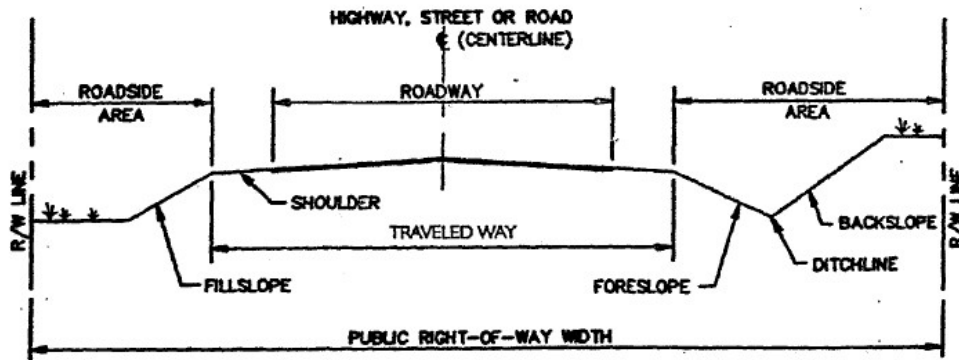 HIGHWAY, STREET OR ROAD
℄ (CENTERLINE)
ROADSIDE
AREA
ROADWAY
ROADSIDE
AREA
R/W LINE
SHOULDER
TRAVELED WAY
FILLSLOPE
FORESLOPE
BACKSLOPE
DITCHLINE
R/W LINE
PUBLIC RIGHT-OF-WAY WIDTH